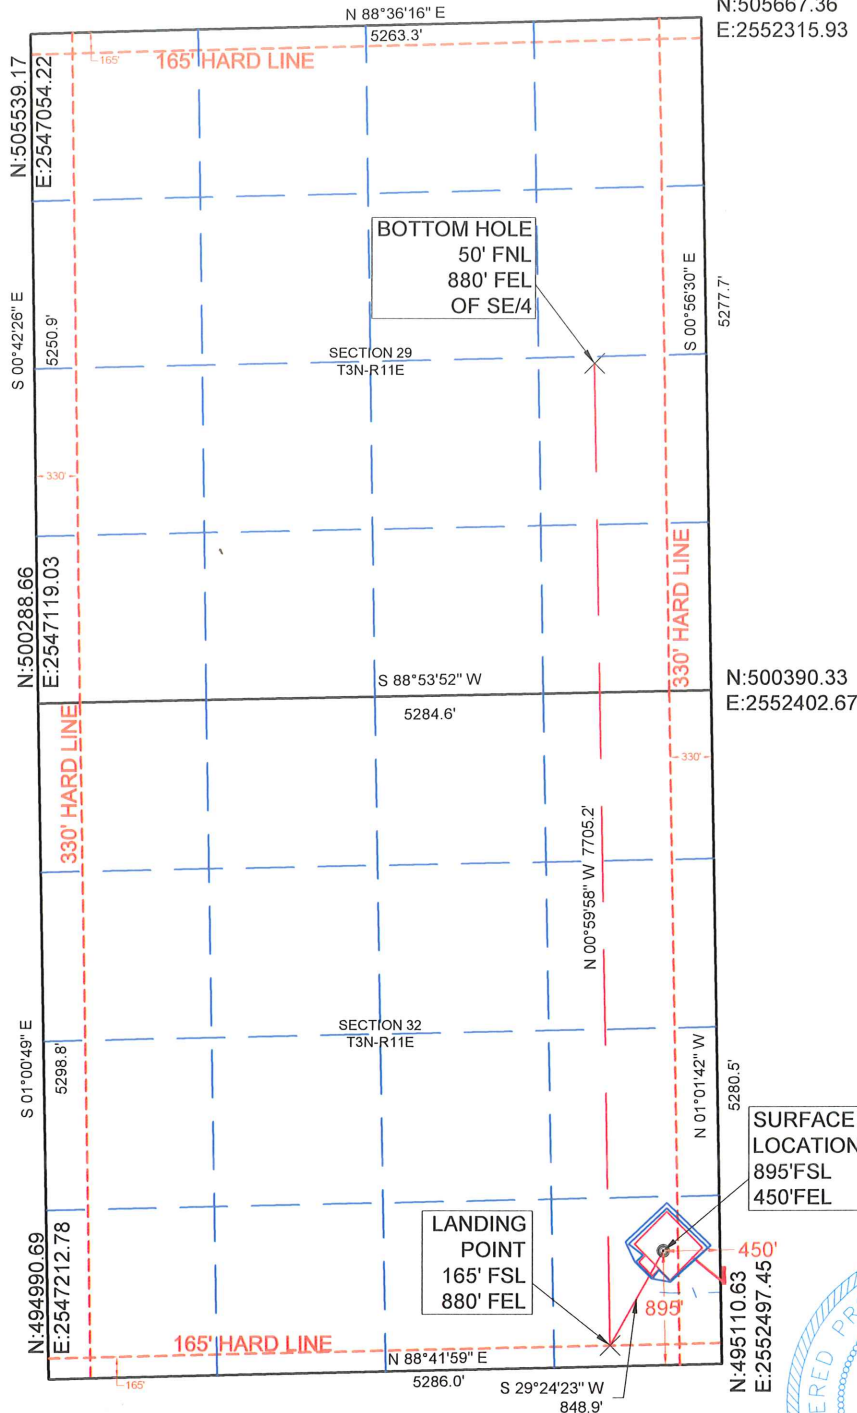 N:505667.36
E:2552315.93
N 88°36'16" E
5263.3'
165'
165' HARD LINE
N:505539.17
E:2547054.22
BOTTOM HOLE
50' FNL
880' FEL
OF SE/4
S 00°56'30" E
5277.7'
S 00°42'26" E
5250.9'
SECTION 29
T3N-R11E
330'
330' HARD LINE
N:500288.66
E:2547119.03
S 88°53'52" W
5284.6'
N:500390.33
E:2552402.67
330' HARD LINE
330'
N 00°59'58" W 7705.2'
SECTION 32
T3N-R11E
S 01°00'49" E
5298.8'
N 01°01'42" W
5280.5'
SURFACE
LOCATION
895'FSL
450'FEL
LANDING
POINT
165' FSL
880' FEL
450'
895'
N:494990.69
E:2547212.78
N:495110.63
E:2552497.45
165' HARD LINE
N 88°41'59" E
5286.0'
165'
S 29°24'23" W
848.9'
ERED PR